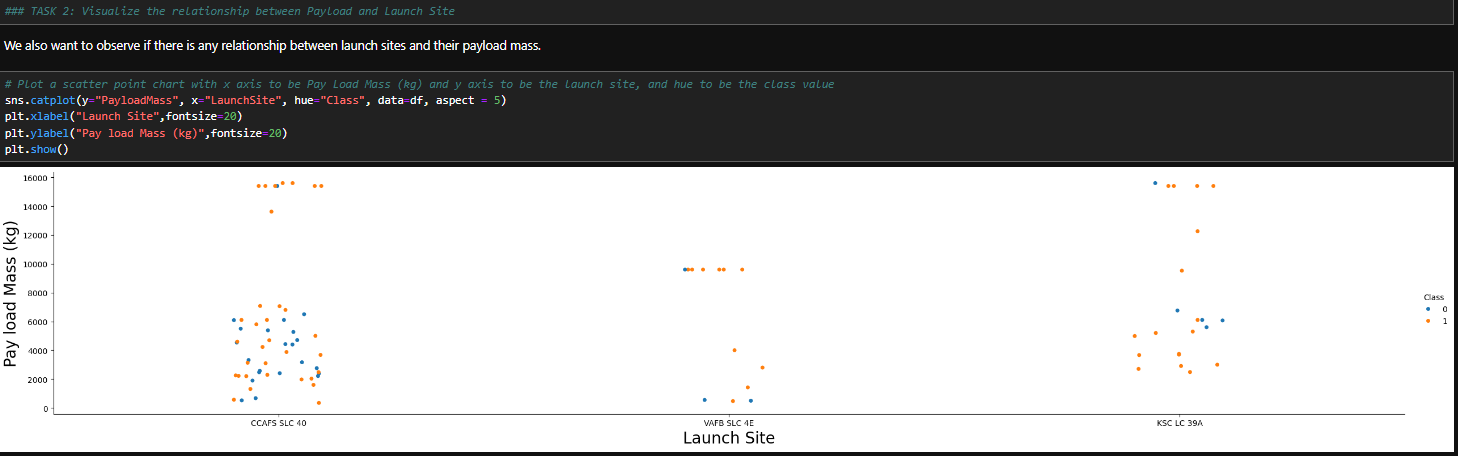 ### TASK 2: Visualize the relationship between Payload and Launch Site
We also want to observe if there is any relationship between launch sites and their payload mass.
# Plot a scatter point chart with x axis to be Pay Load Mass (kg) and y axis to be the launch site, and hue to be the class value
sns.catplot(y="PayloadMass", x="LaunchSite", hue="Class", data=df, aspect = 5)
plt.xlabel("Launch Site",fontsize=20)
plt.ylabel("Pay load Mass (kg)",fontsize=20)
plt.show()
Pay load Mass (kg)
16000
14000
12000
10000
8000
6000
4000
2000
0
CCAFS SLC 40
VAFB SLC 4E
KSC LC 39A
Launch Site
Class
0
1